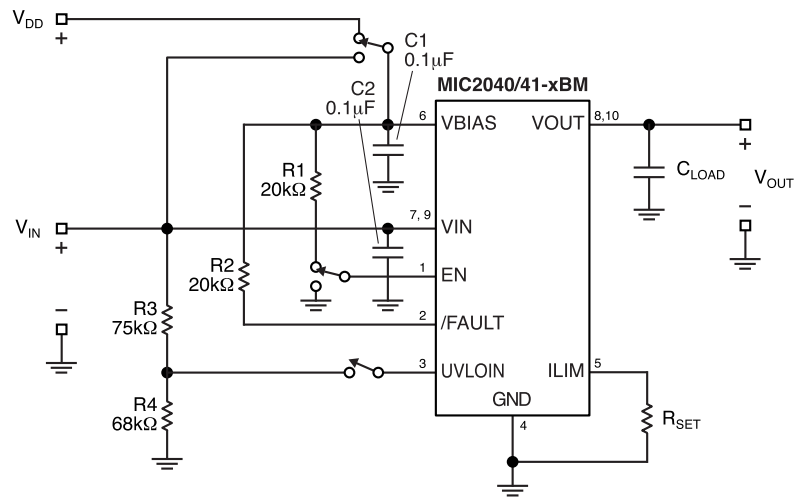 VDD
+
C1
0.1μF
C2
0.1μF
MIC2040/41-xBM
6
VBIAS
VOUT
8,10
+
R1
20kΩ
CLOAD
VOUT
7, 9
VIN
VIN
+
–
R2
20kΩ
1
EN
–
R3
75kΩ
2
/FAULT
3
UVLOIN
ILIM
5
GND
R4
68kΩ
4
RSET